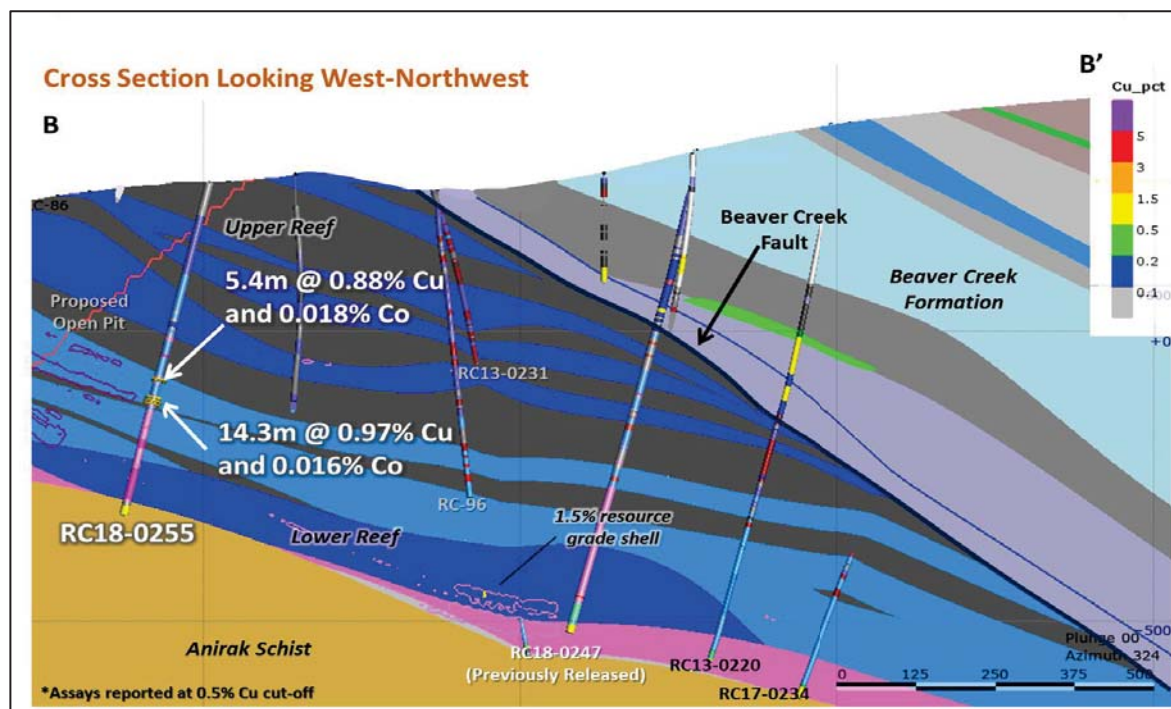 Cross Section Looking West-Northwest
B'
Cu_pct
B
5
3
1.5
0.5
0.2
0.1
C-86
Upper Reef
Beaver Creek
Fault
5.4m @ 0.88% Cu
and 0.018% Co
Beaver Creek
Formation
Proposed
Open Pit
+0
RC13-0231
14.3m @ 0.97% Cu
and 0.016% Co
RC-96
1.5% resource
grade shell
RC18-0255
Lower Reef
-500
Plunge 00
Azimuth 324
Anirak Schist
RC18-0247
(Previously Released)
RC13-0220
RC17-0234
0 125 250 375 500
*Assays reported at 0.5% Cu cut-off